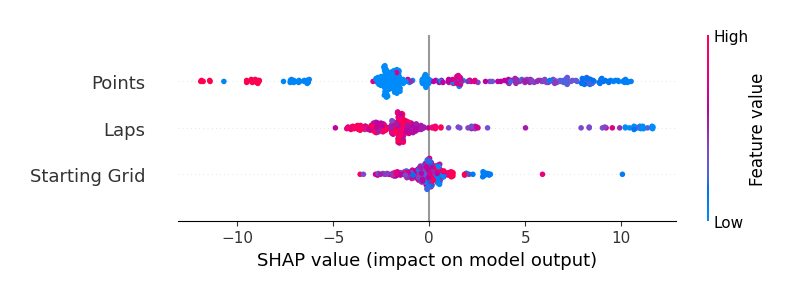 High
Points
Laps
Starting Grid
Feature value
Low
−10
−5
0
5
10
SHAP value (impact on model output)